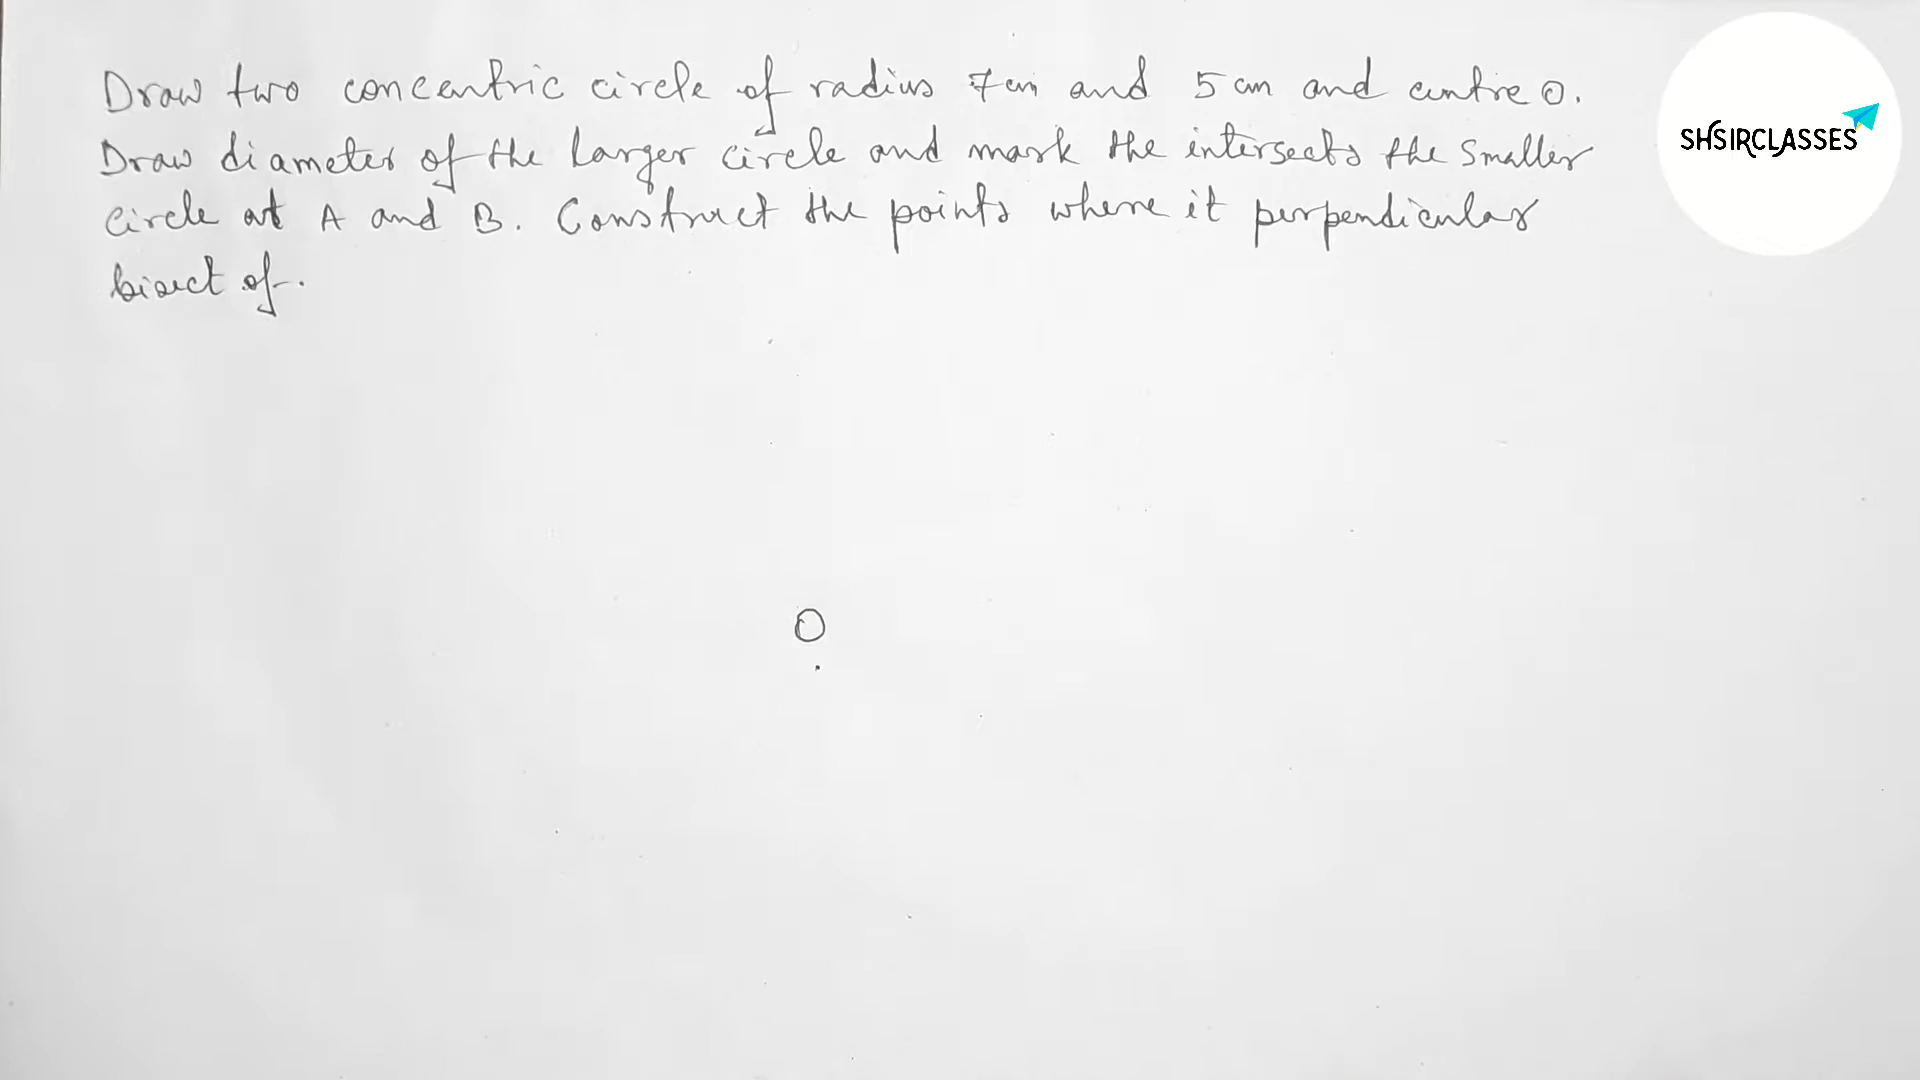 Draw two concentric circle of radius 7cm and 5cm and centre O.
Draw diameter of the larger circle and mark the intersects the smaller
circle at A and B. Construct the points where it perpendicular
bisect of.
SHSIRCLASSES
O